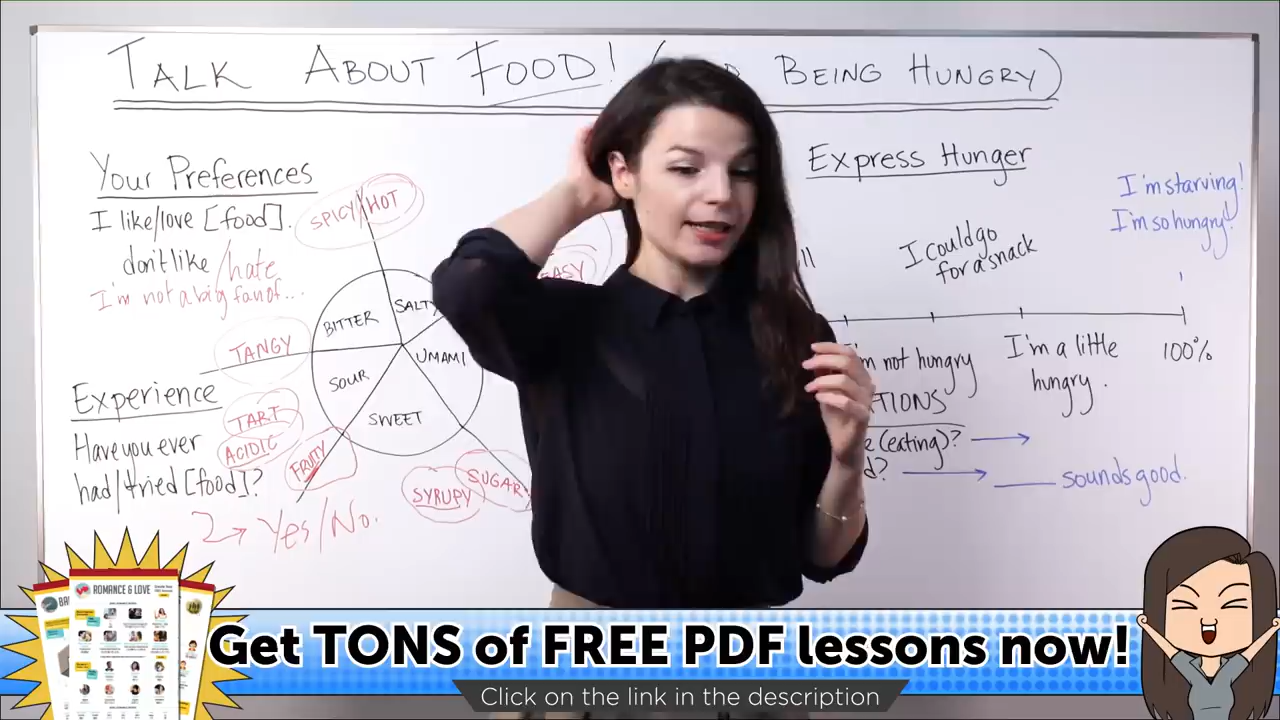 TALK ABOUT FOOD! ( BEING HUNGRY)
Your Preferences
I like/love [food].
don't like /hate
I'm not a big fan of...
Experience
Have you ever
had/tried [food]?
Yes/No.
SPICY/HOT
TANGY
TART
ACIDIC
FRUITY
SYRUPY
SUGARY
BITTER
SALTY
SOUR
UMAMI
SWEET
Express Hunger
I'm starving!
I'm so hungry!
I could go
for a snack
I'm not hungry
I'm a little
hungry.
100%
(eating)?
sounds good.
ROMANCE & LOVE
Get TONS of FREE PDF lessons now!
Click on the link in the description